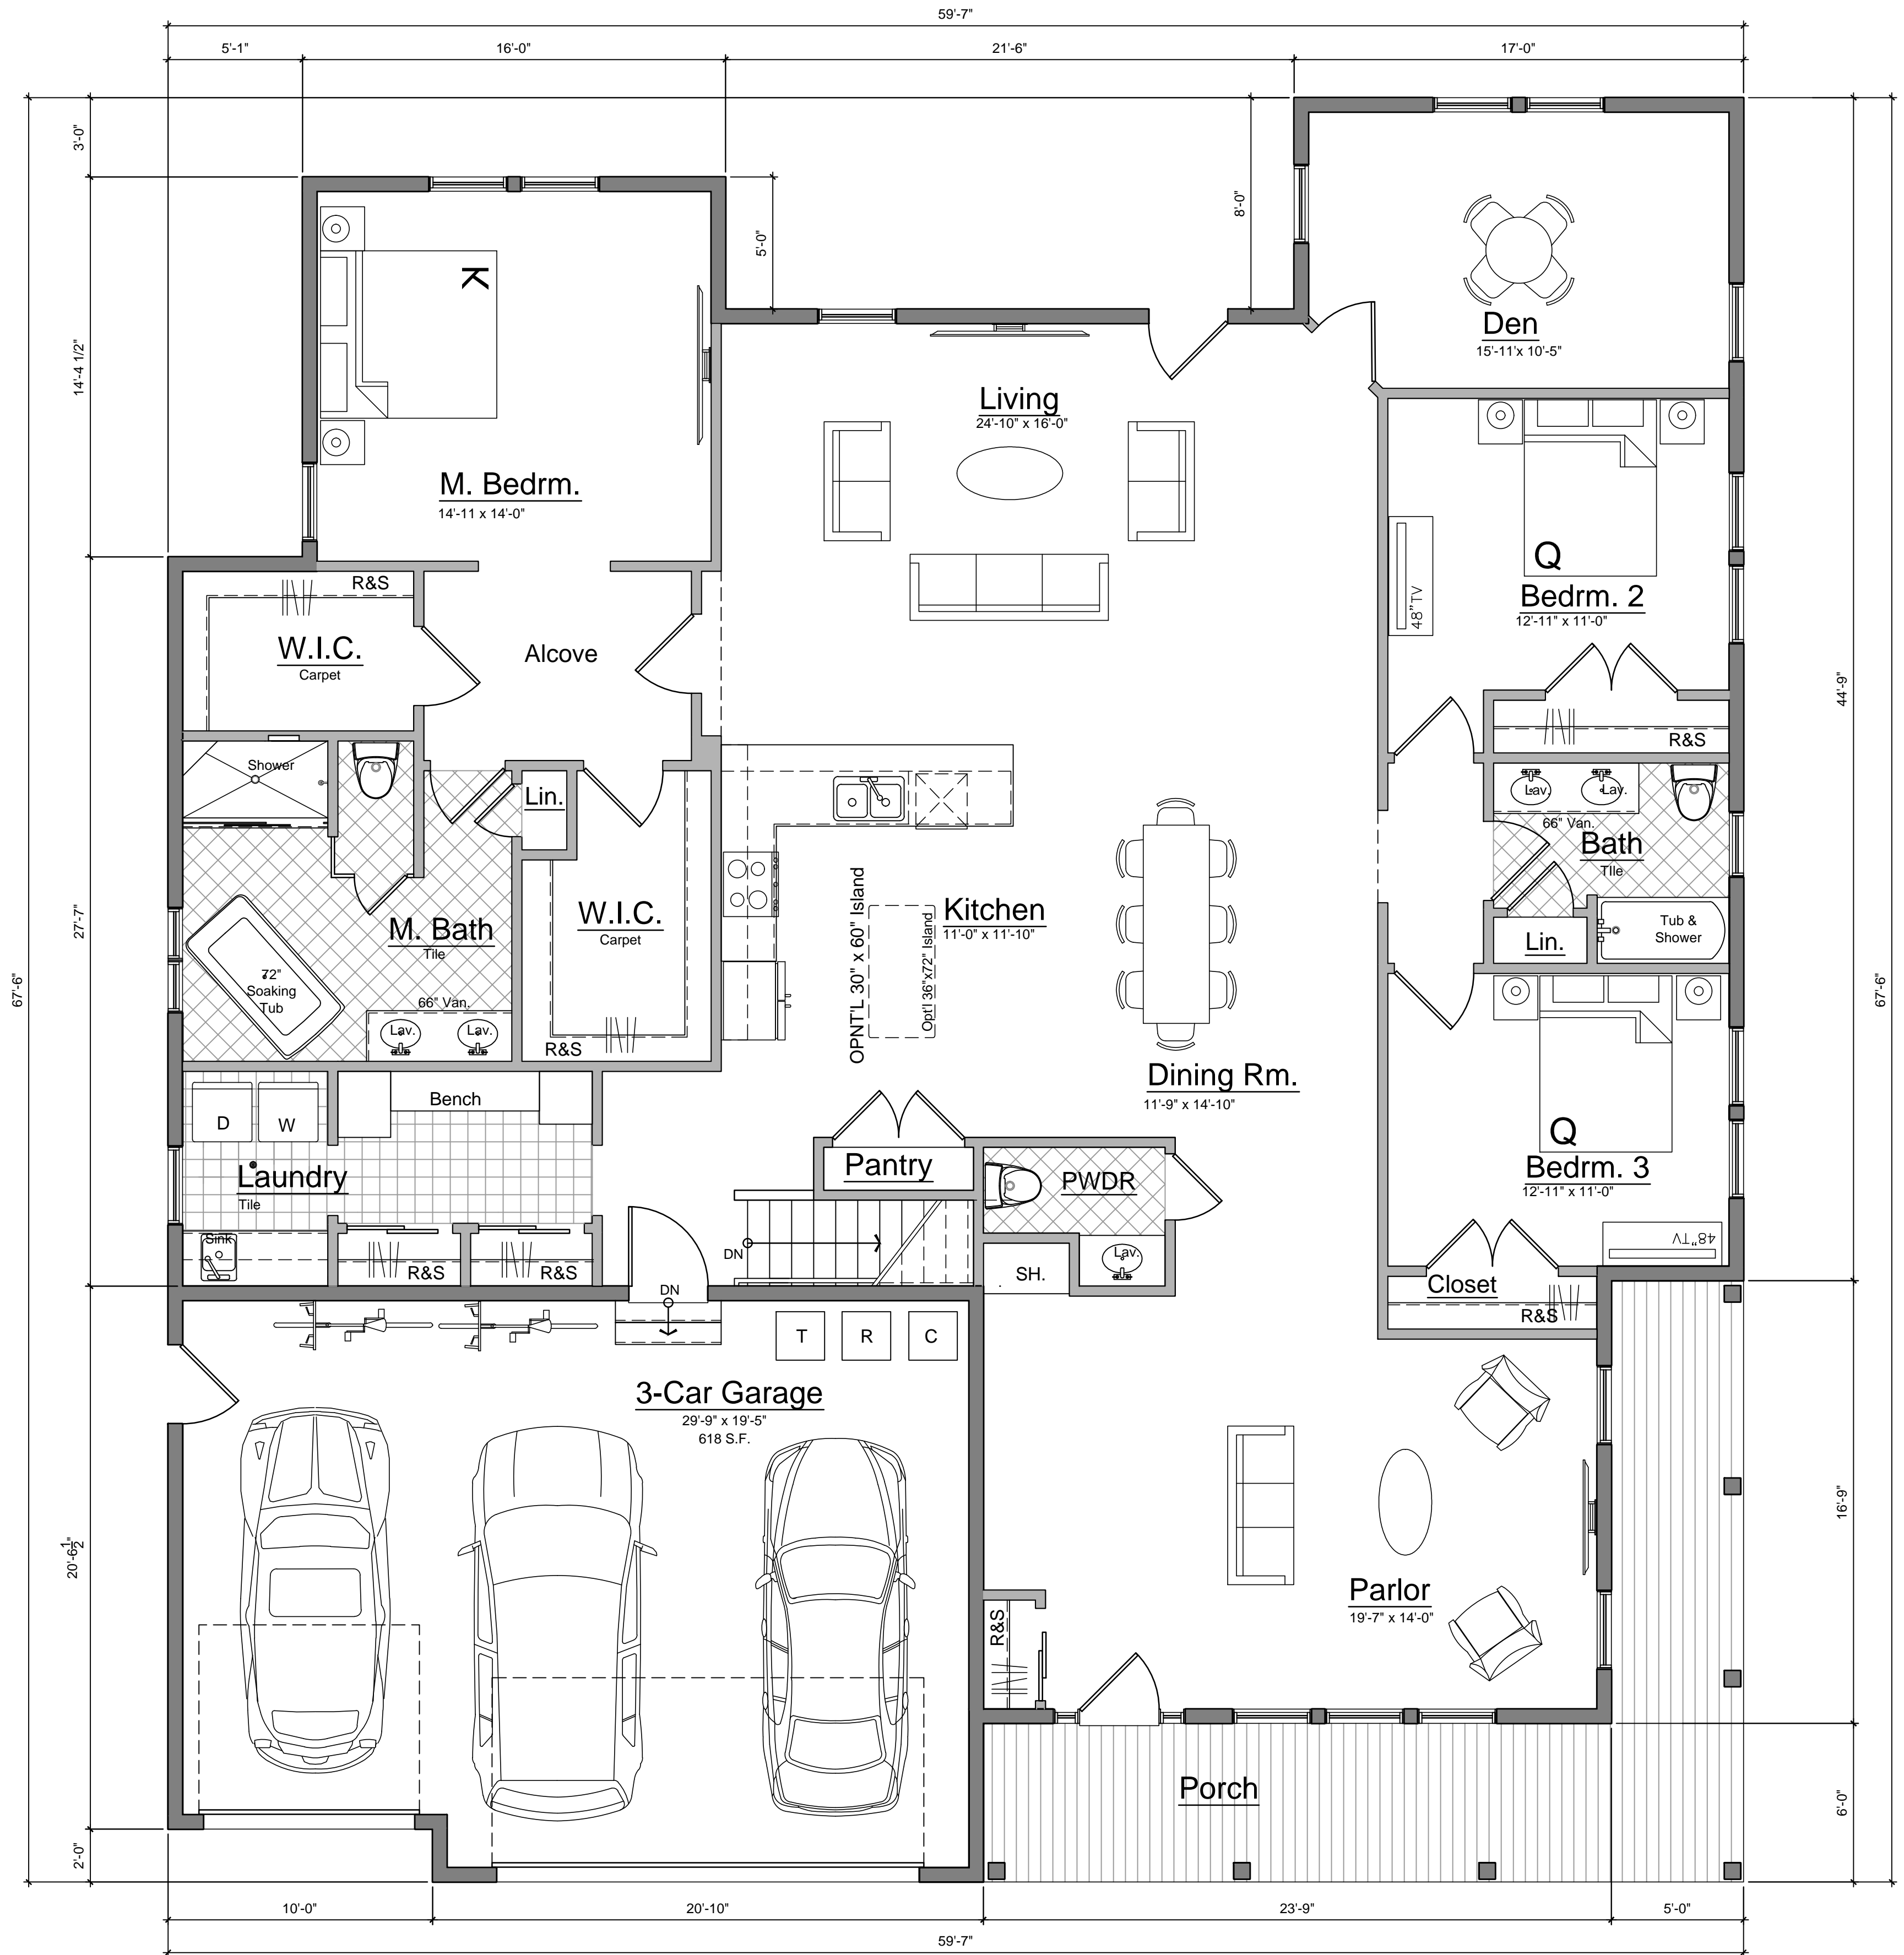 59'-7"
5'-1"
16'-0"
21'-6"
17'-0"
3'-0"
5'-0"
8'-0"
14'-4 1/2"
27'-7"
67'-6"
20'-6 1/2"
2'-0"
44'-9"
67'-6"
16'-9"
6'-0"
K
M. Bedrm.
14'-11 x 14'-0"
Living
24'-10" x 16'-0"
Den
15'-11'x 10'-5"
Q
Bedrm. 2
12'-11" x 11'-0"
48"TV
R&S
R&S
W.I.C.
Carpet
Alcove
Shower
Lin.
W.I.C.
Carpet
R&S
M. Bath
Tile
72"
Soaking
Tub
66" Van.
Lav.
Lav.
OPNT'L 30" x 60" Island
Opt'l 36"x72" Island
Kitchen
11'-0" x 11'-10"
Dining Rm.
11'-9" x 14'-10"
Lav.
Lav.
66" Van.
Bath
TIle
Lin.
Tub &
Shower
Q
Bedrm. 3
12'-11" x 11'-0"
48"TV
Closet
R&S
D
W
Bench
Laundry
Tile
Sink
R&S
R&S
Pantry
PWDR
DN
SH.
Lav.
DN
T
R
C
3-Car Garage
29'-9" x 19'-5"
618 S.F.
R&S
Parlor
19'-7" x 14'-0"
Porch
10'-0"
20'-10"
23'-9"
5'-0"
59'-7"